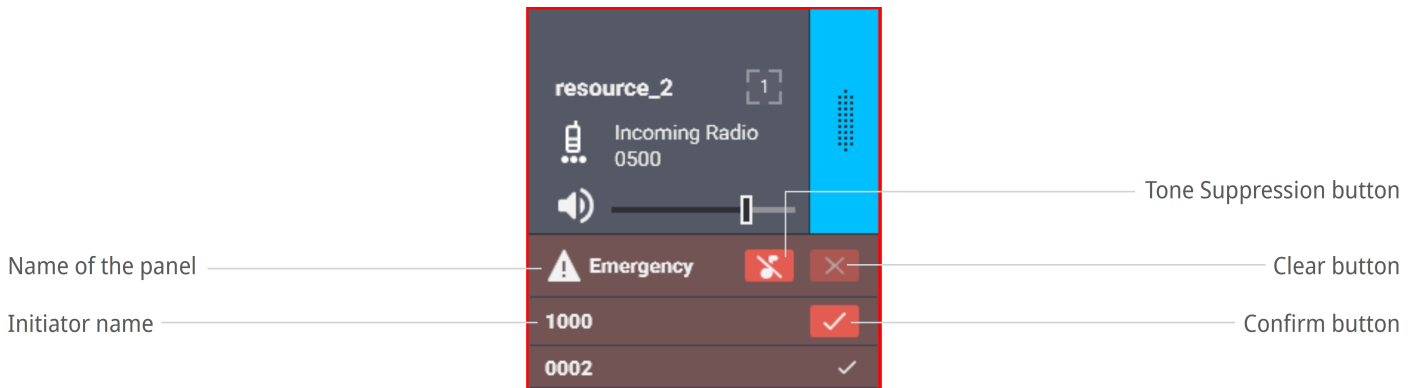 resource_2
1
Incoming Radio
0500
Tone Suppression button
Name of the panel
Emergency
Clear button
Initiator name
1000
Confirm button
0002